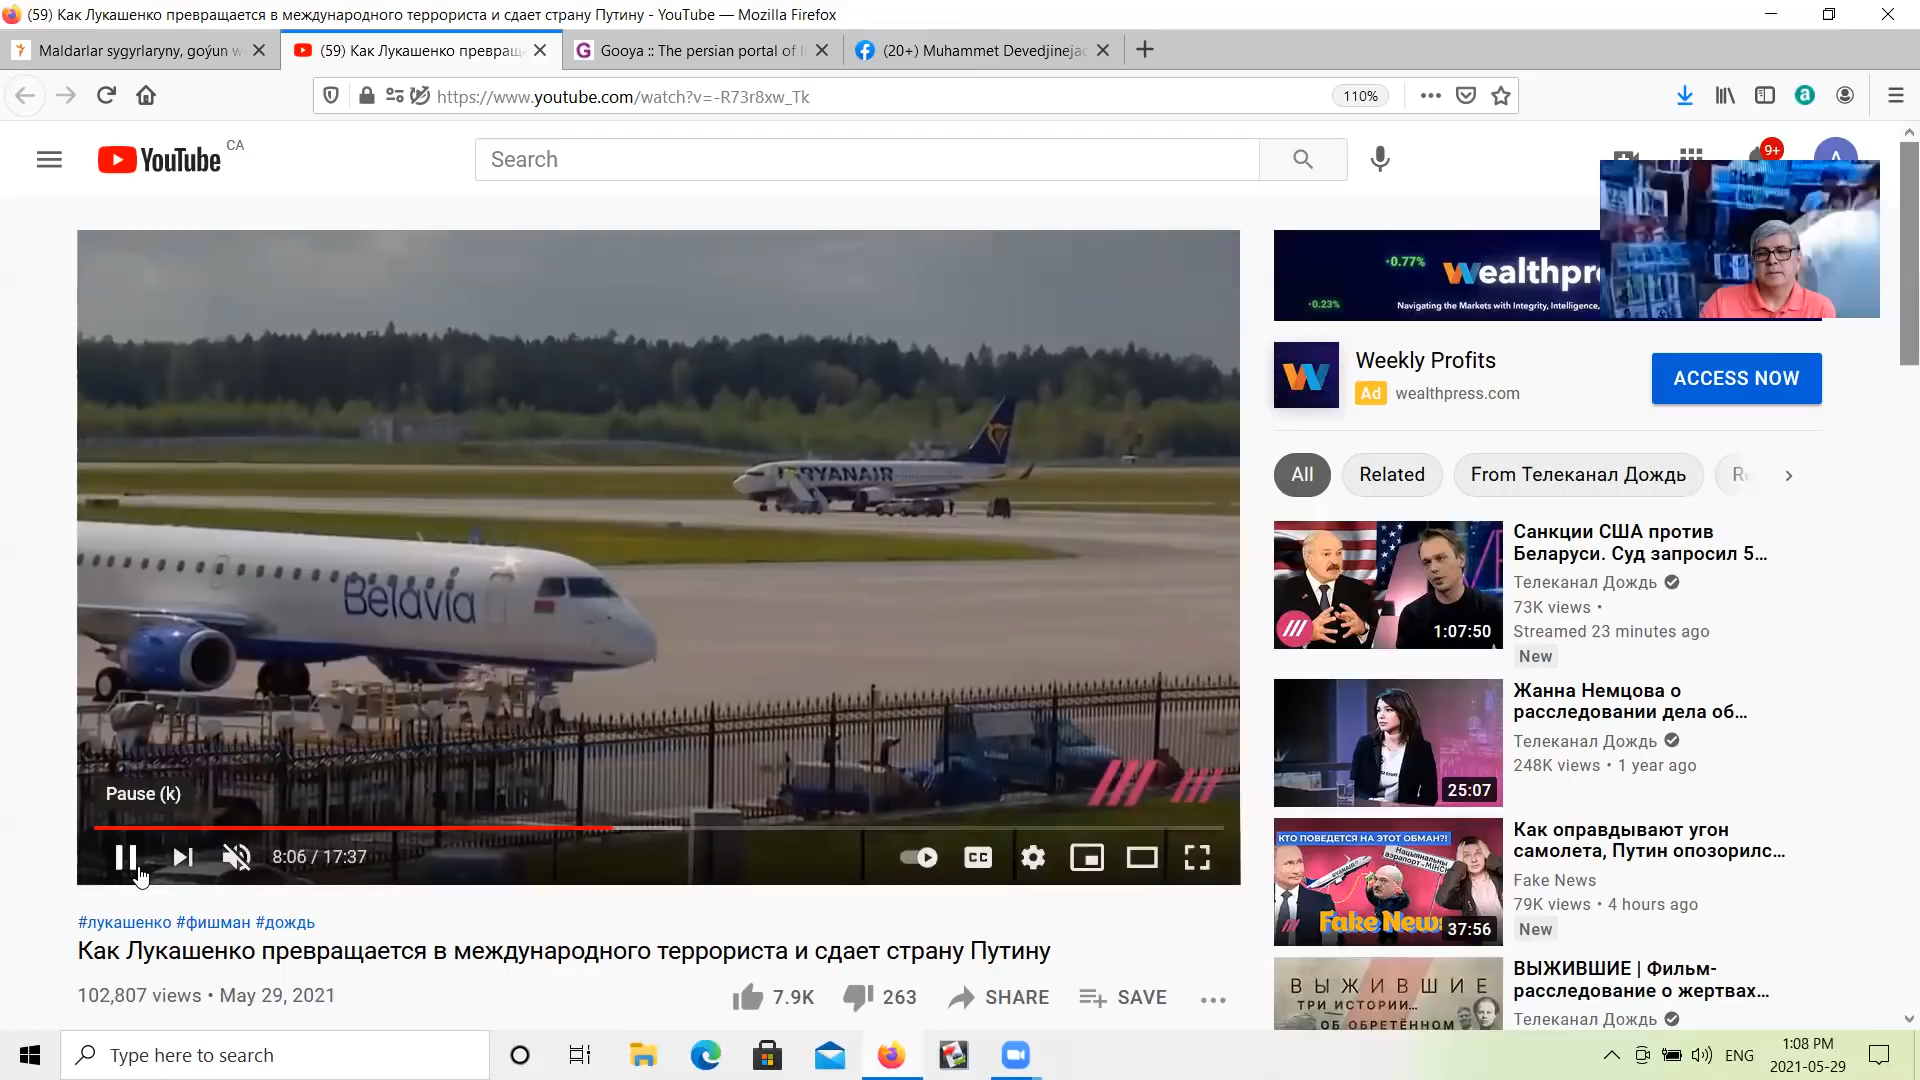 (59) Как Лукашенко превращается в международного террориста и сдает страну Путину - YouTube — Mozilla Firefox
Maldarlar sygyrlaryny, goýun w
(59) Как Лукашенко превращ
Gooya :: The persian portal of I
(20+) Muhammet Devedjinejad
https://www.youtube.com/watch?v=-R73r8xw_Tk
110%
YouTube CA
Search
9+
A
+0.77%
+0.23%
wealthpre
Navigating the Markets with Integrity, Intelligence,
Weekly Profits
Ad wealthpress.com
ACCESS NOW
All
Related
From Телеканал Дождь
Belavia
RYANAIR
Санкции США против
Беларуси. Суд запросил 5...
Телеканал Дождь
73K views •
Streamed 23 minutes ago
New
1:07:50
Жанна Немцова о
расследовании дела об...
Телеканал Дождь
248K views • 1 year ago
25:07
КТО ПОВЕДЕТСЯ НА ЭТОТ ОБМАН?!
Нацыянальны
аэрапорт-МІНСК
RYANAIR
Fake News
37:56
Как оправдывают угон
самолета, Путин опозорилс...
Fake News
79K views • 4 hours ago
New
ВЫЖИВШИЕ
ТРИ ИСТОРИИ...
ОБ ОБРЕТЁННОМ
ВЫЖИВШИЕ | Фильм-
расследование о жертвах...
Телеканал Дождь
Pause (k)
8:06 / 17:37
CC
#лукашенко #фишман #дождь
Как Лукашенко превращается в международного террориста и сдает страну Путину
102,807 views • May 29, 2021
7.9K
263
SHARE
SAVE
Type here to search
ENG
1:08 PM
2021-05-29